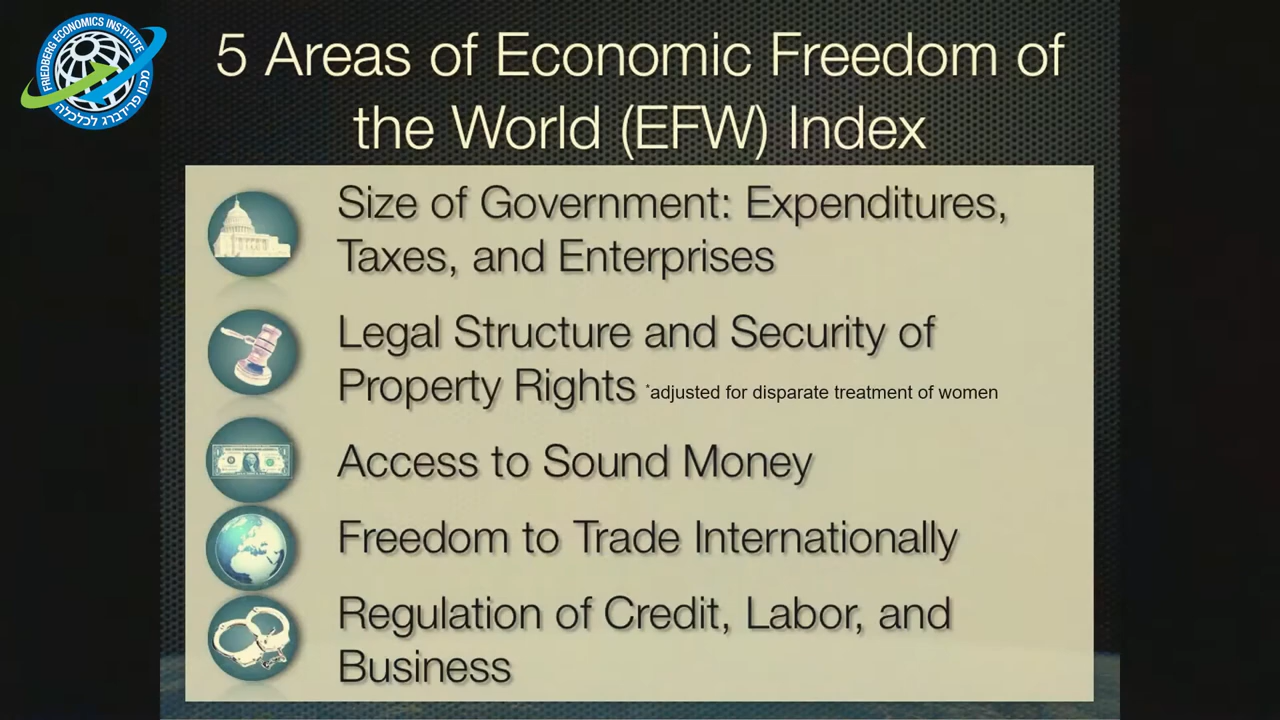 FRIEDBERG ECONOMICS INSTITUTE
מכון פרידברג לכלכלה
5 Areas of Economic Freedom of
the World (EFW) Index
Size of Government: Expenditures,
Taxes, and Enterprises
Legal Structure and Security of
Property Rights *adjusted for disparate treatment of women
Access to Sound Money
Freedom to Trade Internationally
Regulation of Credit, Labor, and
Business